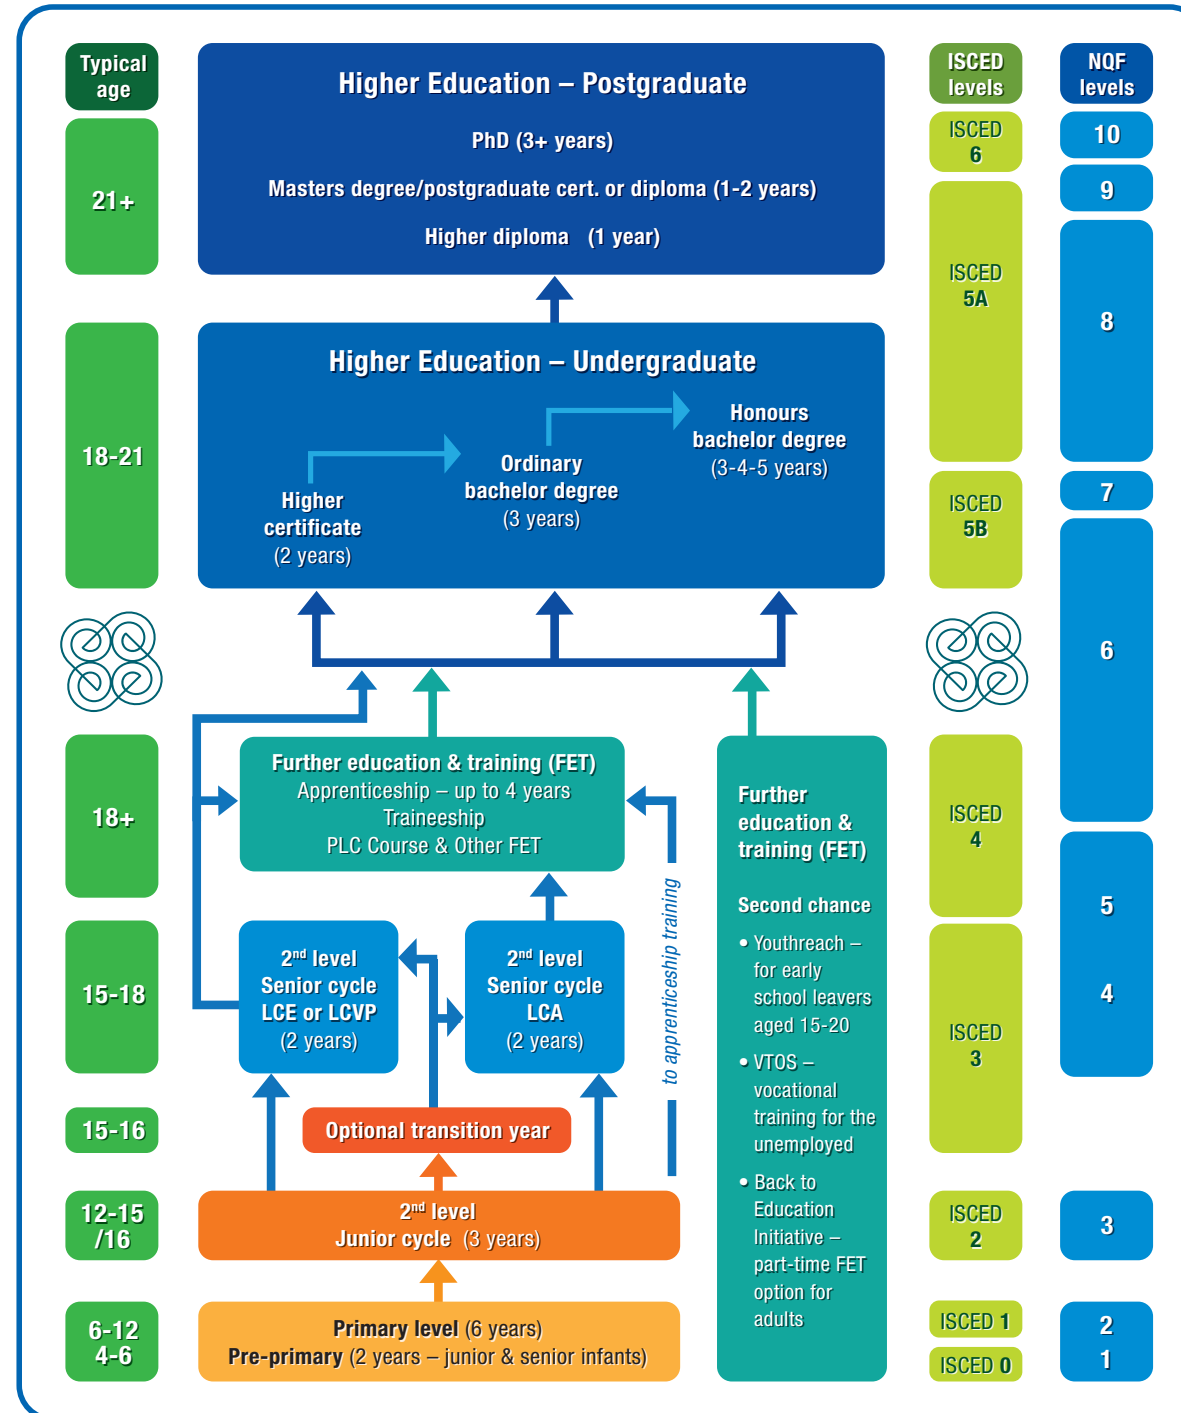 Typical
age
21+
18-21
18+
15-18
15-16
12-15
/16
6-12
4-6
Higher Education – Postgraduate
PhD (3+ years)
Masters degree/postgraduate cert. or diploma (1-2 years)
Higher diploma (1 year)
Higher Education – Undergraduate
Higher
certificate
(2 years)
Ordinary
bachelor degree
(3 years)
Honours
bachelor degree
(3-4-5 years)
Further education & training (FET)
Apprenticeship – up to 4 years
Traineeship
PLC Course & Other FET
2nd level
Senior cycle
LCE or LCVP
(2 years)
2nd level
Senior cycle
LCA
(2 years)
to apprenticeship training
Optional transition year
2nd level
Junior cycle (3 years)
Primary level (6 years)
Pre-primary (2 years – junior & senior infants)
Further
education &
training (FET)
Second chance
• Youthreach –
for early
school leavers
aged 15-20
• VTOS –
vocational
training for the
unemployed
• Back to
Education
Initiative –
part-time FET
option for
adults
ISCED
levels
ISCED
6
ISCED
5A
ISCED
5B
ISCED
4
ISCED
3
ISCED
2
ISCED 1
ISCED 0
NQF
levels
10
9
8
7
6
5
4
3
2
1